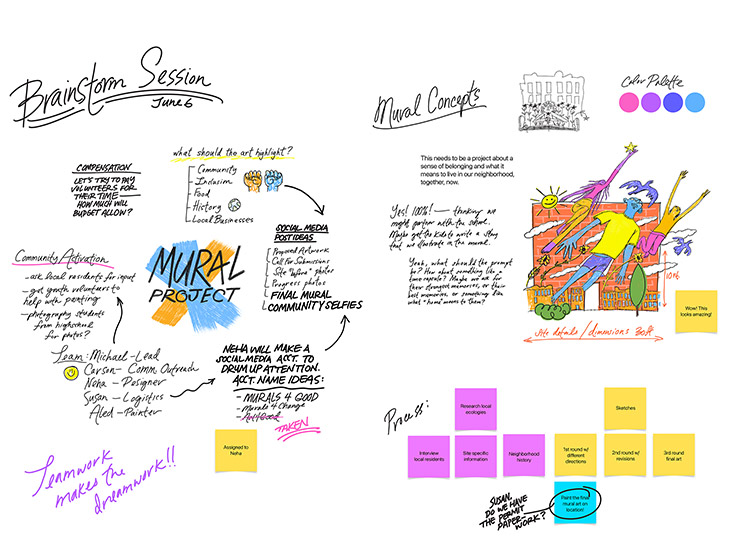 Brainstorm Session
June 6
COMPENSATION
LET'S TRY TO PAY
VOLUNTEERS FOR
THEIR TIME —
HOW MUCH WILL
BUDGET ALLOW?
what should the art highlight?
Community
Inclusion
Food
History
Local Businesses
SOCIAL MEDIA
POST IDEAS
Proposed Artwork
Call For Submissions
Site "before" photos
Progress photos
FINAL MURAL
COMMUNITY SELFIES
Community Activation
- ask local residents for input
- get youth volunteers to
help with painting
- photography students
from highschool
for photos?
MURAL
PROJECT
Team: Michael - Lead
Carson - Comm Outreach
Neha - Designer
Susan - Logistics
Aled - Painter
NEHA WILL MAKE A
SOCIAL MEDIA ACCT. TO
DRUM UP ATTENTION.
ACCT. NAME IDEAS:
- MURALS 4 GOOD
- Murals 4 Change
- Art4Good
TAKEN
Assigned to
Neha
Teamwork
makes the
dreamwork!!
Mural Concepts
Color Palette
This needs to be a project about a
sense of belonging and what it
means to live in our neighborhood,
together, now.
Yes! 100%! — thinking we
might partner with the school.
Maybe get the kids to write a story
that we illustrate in the mural.
Yeah, what should the prompt
be? How about something like a
time capsule? Maybe we ask for
their strongest memories, or their
best memories, or something like
what "home" means to them?
10 ft.
Site details / dimensions 30ft
Wow! This
looks amazing!
Process:
Research local
ecologies
Sketches
Interview
local residents
Site specific
information
Neighborhood
history
1st round w/
different
directions
2nd round w/
revisions
3rd round
final art
Paint the final
mural art on
location!
SUSAN,
DO WE HAVE
THE PERMIT
PAPER-
WORK?